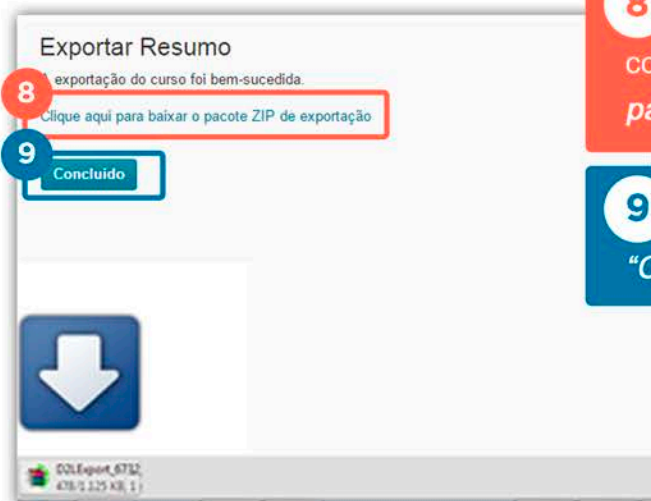 Exportar Resumo
A exportação do curso foi bem-sucedida.
8
Clique aqui para baixar o pacote ZIP de exportação
9
Concluído
D2LExport_6732
478/1.125 KB, 1
8
co
pa
9
"C